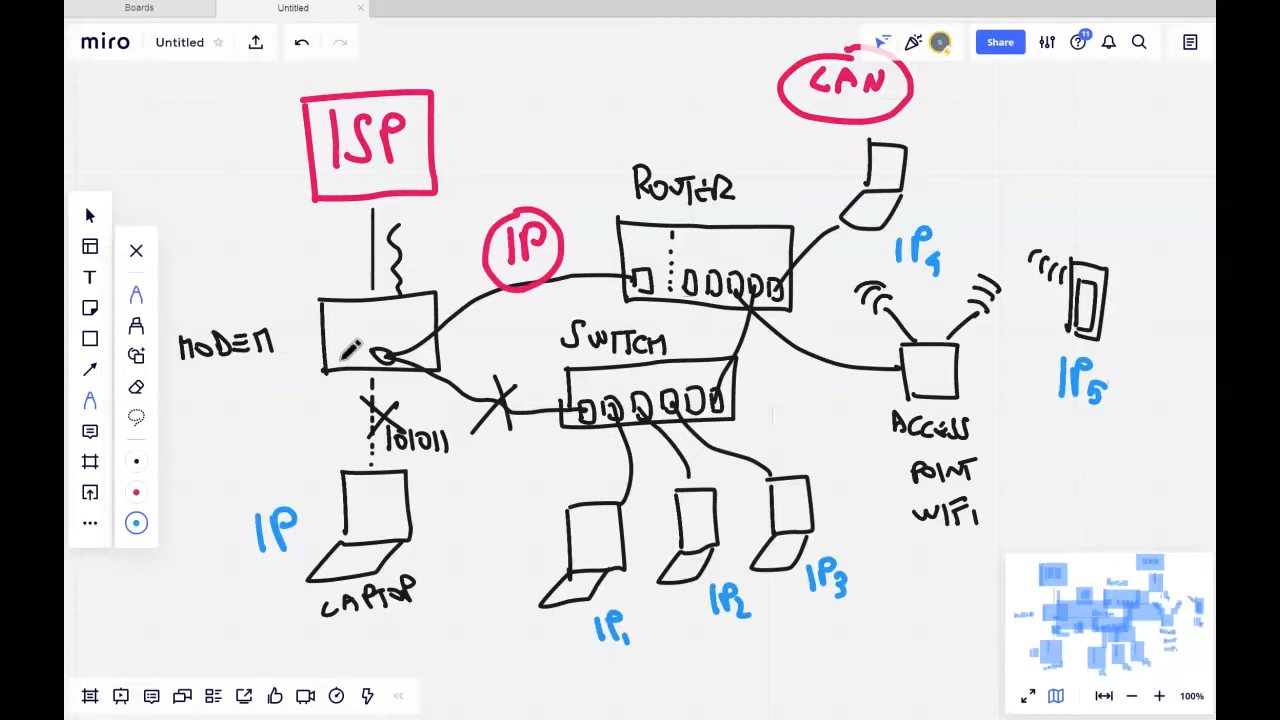 Boards
Untitled
miro
Untitled
11
S
Share
LAN
ISP
ROUTER
IP
IP4
SWITCH
MODEM
IP5
101011
ACCESS
POINT
WIFI
IP
LAPTOP
IP1
IP2
IP3
T
100%